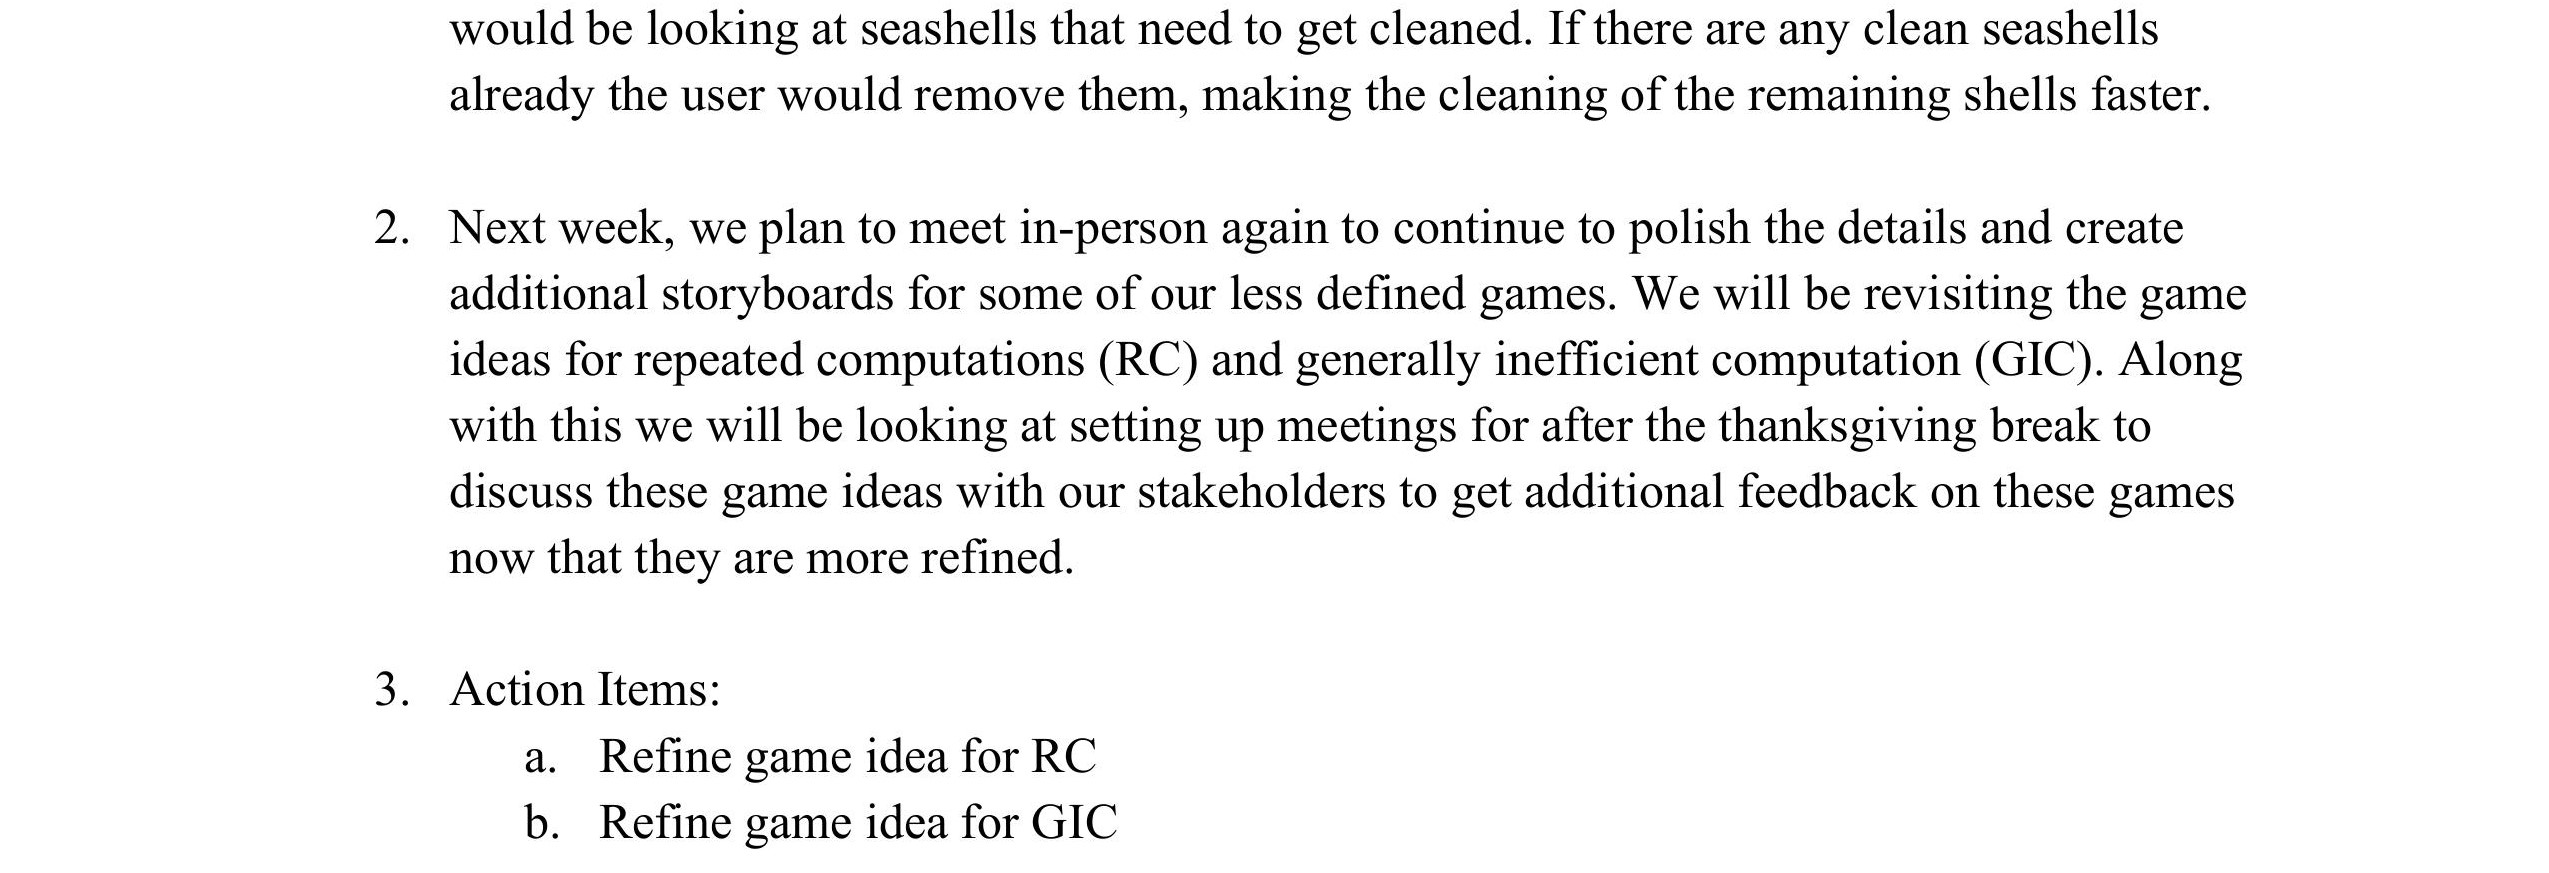 would be looking at seashells that need to get cleaned. If there are any clean seashells
already the user would remove them, making the cleaning of the remaining shells faster.
2. Next week, we plan to meet in-person again to continue to polish the details and create
additional storyboards for some of our less defined games. We will be revisiting the game
ideas for repeated computations (RC) and generally inefficient computation (GIC). Along
with this we will be looking at setting up meetings for after the thanksgiving break to
discuss these game ideas with our stakeholders to get additional feedback on these games
now that they are more refined.
3. Action Items:
a. Refine game idea for RC
b. Refine game idea for GIC